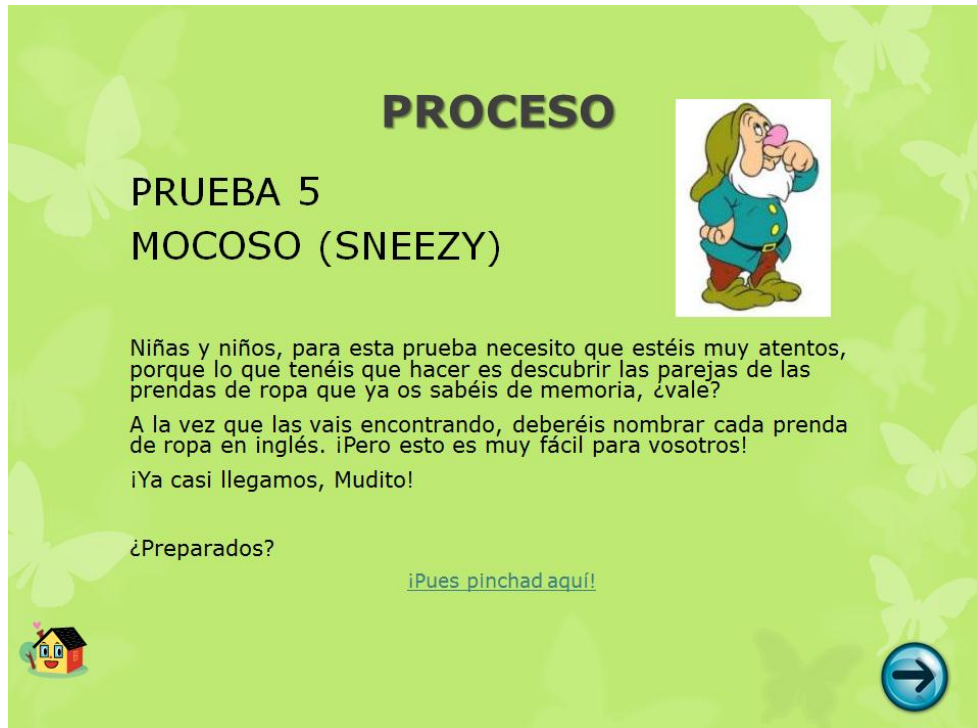 PROCESO
PRUEBA 5
MOCOSO (SNEEZY)
Niñas y niños, para esta prueba necesito que estéis muy atentos,
porque lo que tenéis que hacer es descubrir las parejas de las
prendas de ropa que ya os sabéis de memoria, ¿vale?
A la vez que las vais encontrando, deberéis nombrar cada prenda
de ropa en inglés. ¡Pero esto es muy fácil para vosotros!
¡Ya casi llegamos, Mudito!
¿Preparados?
¡Pues pinchad aquí!